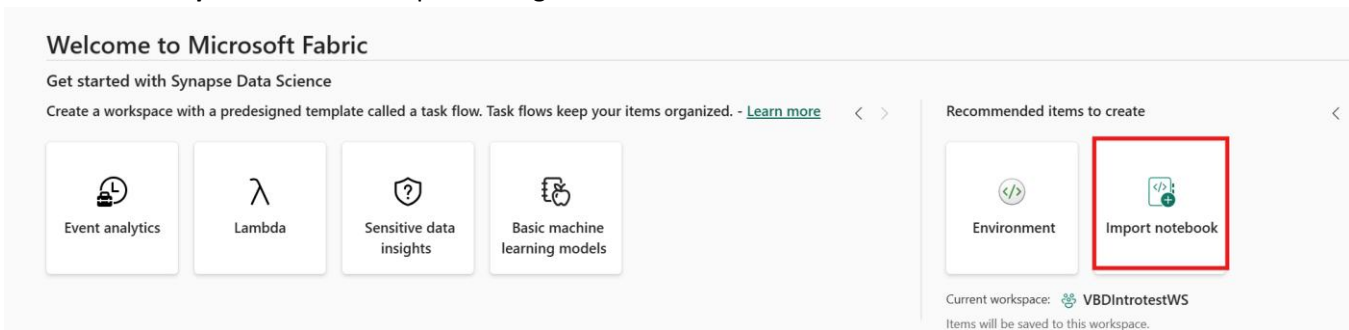 Welcome to Microsoft Fabric
Get started with Synapse Data Science
Create a workspace with a predesigned template called a task flow. Task flows keep your items organized. - Learn more
Event analytics
Lambda
Sensitive data
insights
Basic machine
learning models
Recommended items to create
Environment
Import notebook
Current workspace: VBDIntrotestWS
Items will be saved to this workspace.